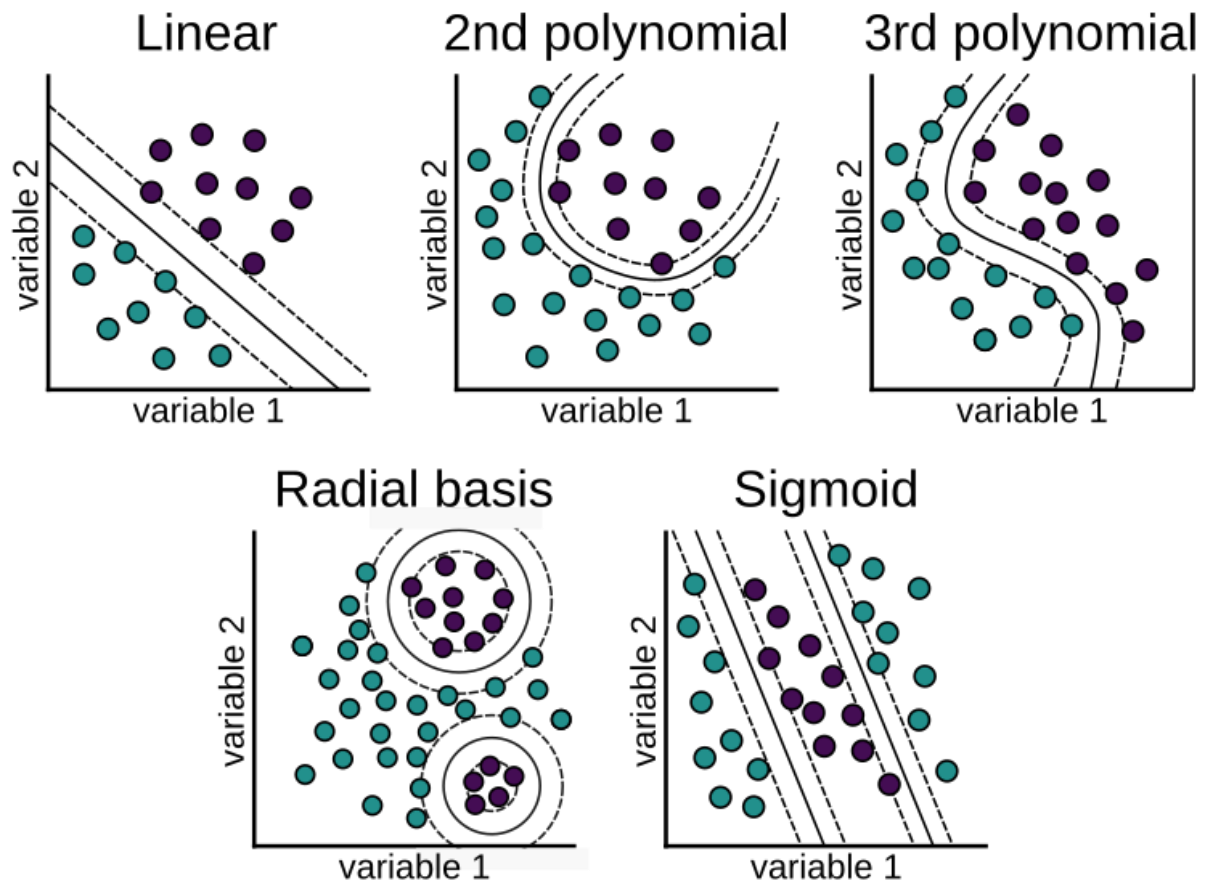 Linear
2nd polynomial
3rd polynomial
variable 2
variable 1
variable 2
variable 1
variable 2
variable 1
Radial basis
Sigmoid
variable 2
variable 1
variable 2
variable 1